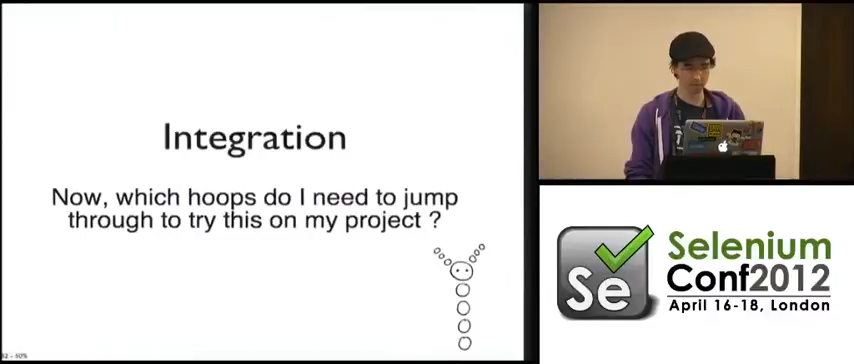 Integration
Now, which hoops do I need to jump
through to try this on my project ?
Se
Selenium
Conf2012
April 16-18, London